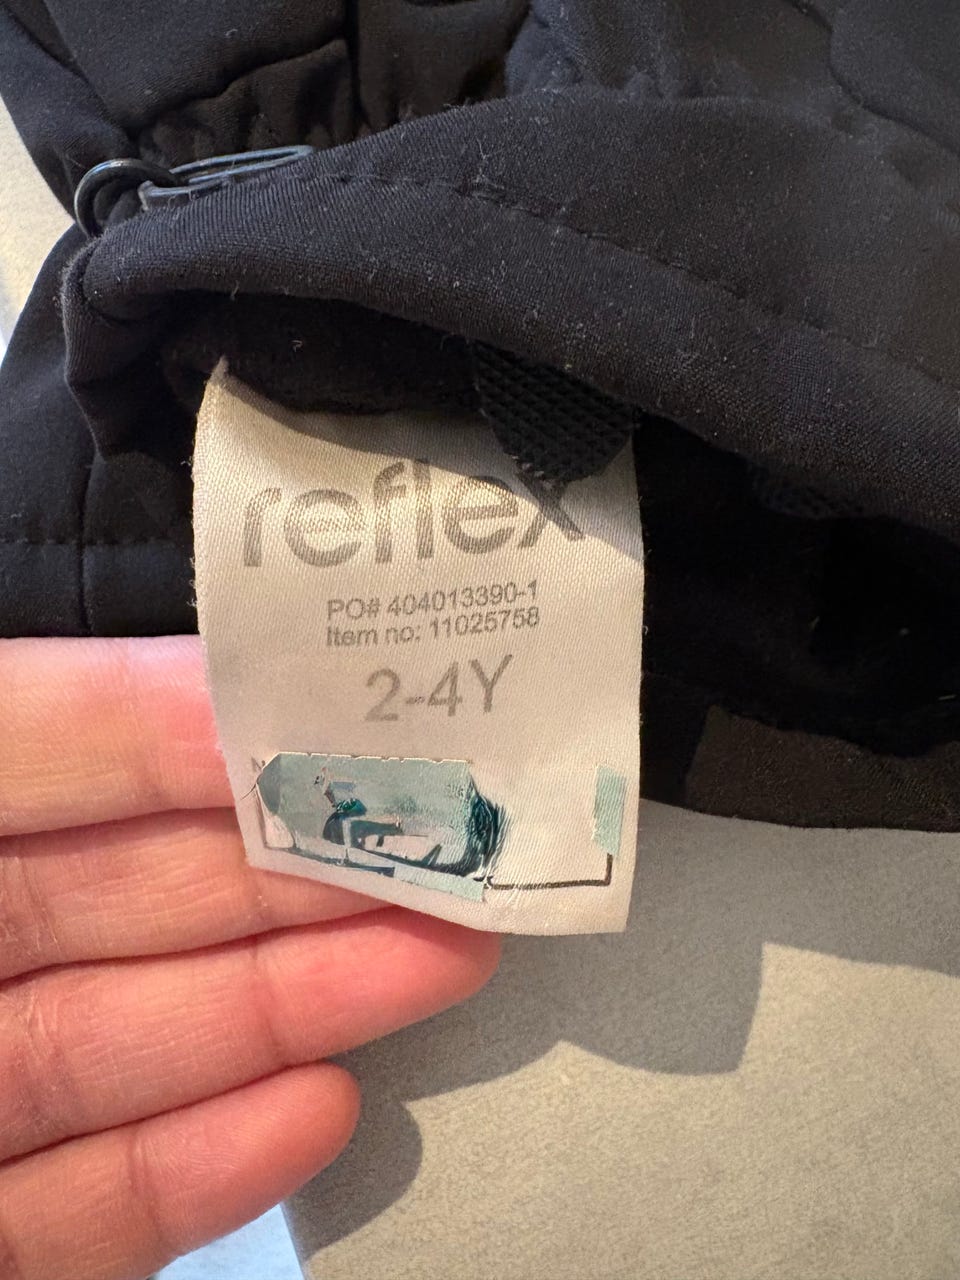 reflex
PO# 404013390-1
Item no: 11025758
2-4Y